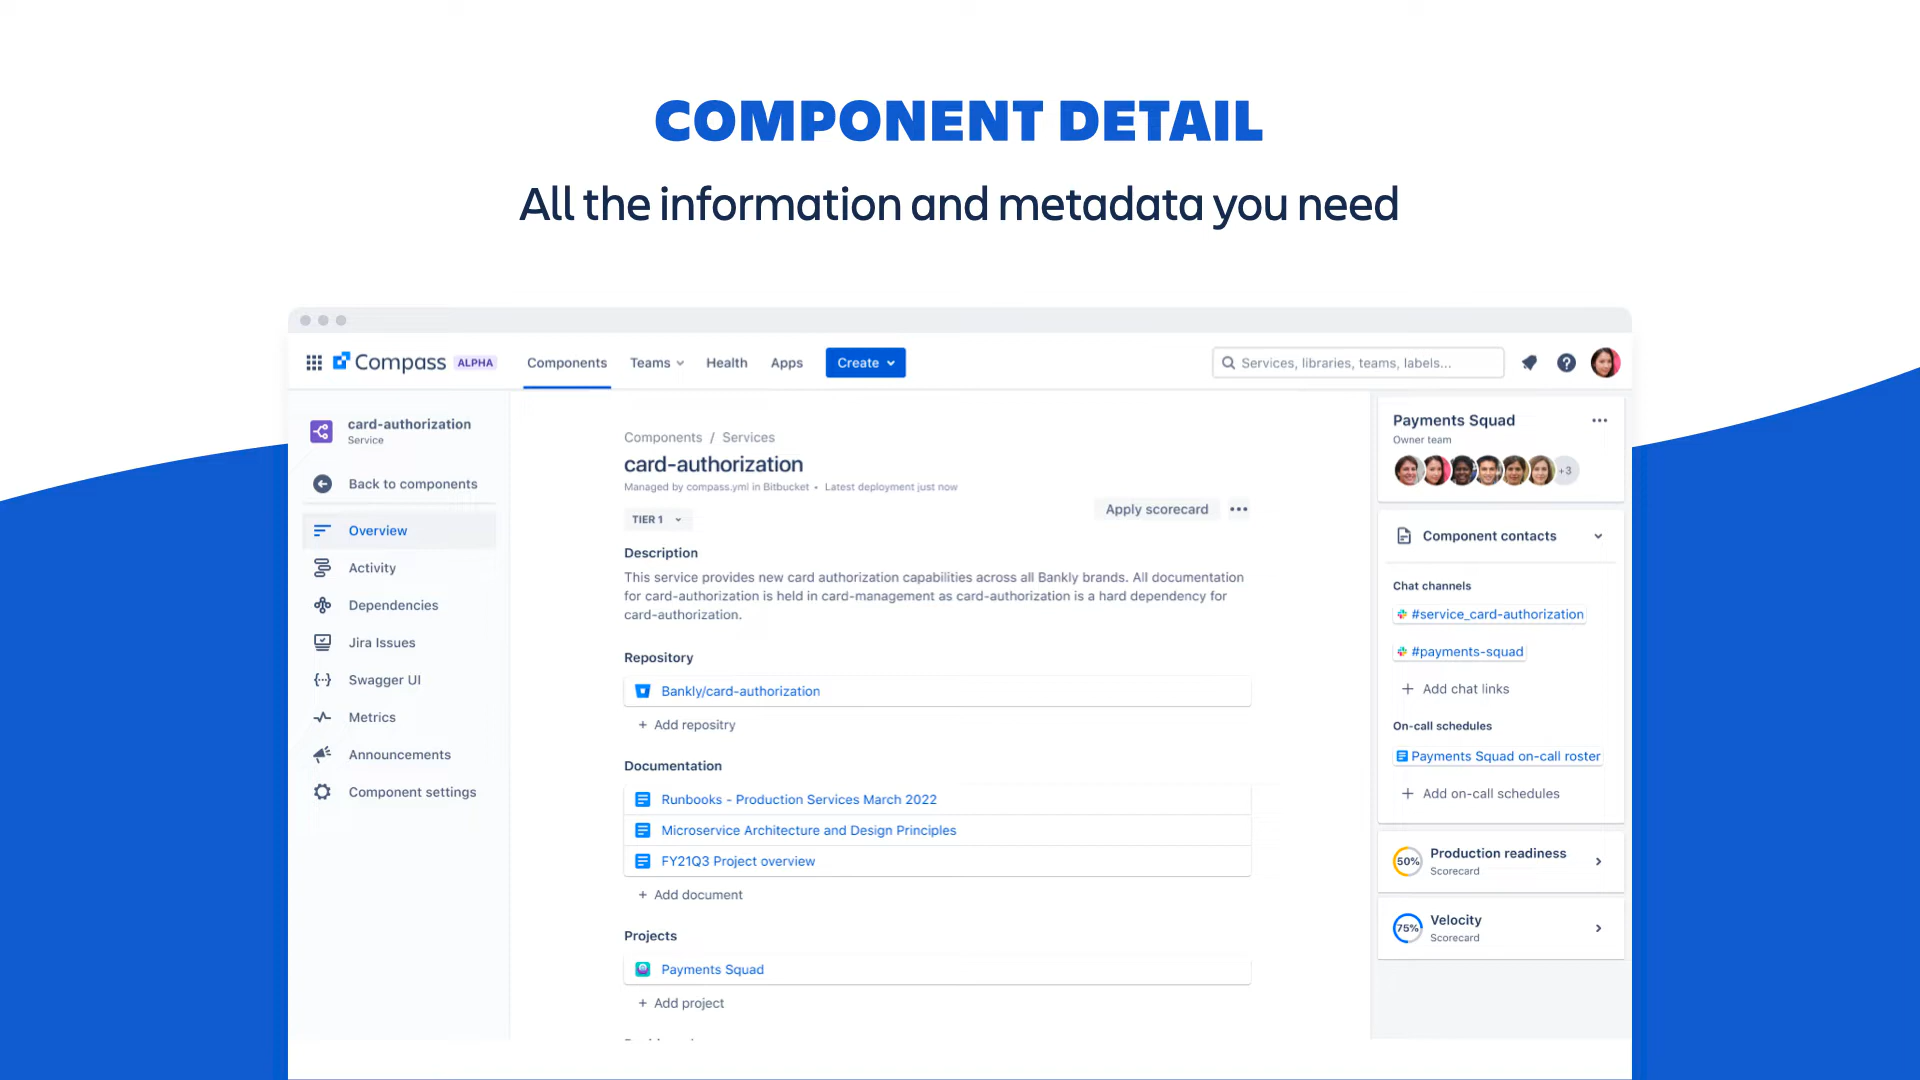 COMPONENT DETAIL
All the information and metadata you need
Compass ALPHA Components Teams Health Apps Create Services, libraries, teams, labels...
card-authorization
Service
Back to components
Overview
Activity
Dependencies
Jira Issues
Swagger UI
Metrics
Announcements
Component settings
Components / Services
card-authorization
Managed by compass.yml in Bitbucket • Latest deployment just now
TIER 1
Apply scorecard
Description
This service provides new card authorization capabilities across all Bankly brands. All documentation
for card-authorization is held in card-management as card-authorization is a hard dependency for
card-authorization.
Repository
Bankly/card-authorization
+ Add repositry
Documentation
Runbooks - Production Services March 2022
Microservice Architecture and Design Principles
FY21Q3 Project overview
+ Add document
Projects
Payments Squad
+ Add project
Payments Squad
Owner team
+3
Component contacts
Chat channels
#service_card-authorization
#payments-squad
+ Add chat links
On-call schedules
Payments Squad on-call roster
+ Add on-call schedules
50% Production readiness
Scorecard
75% Velocity
Scorecard